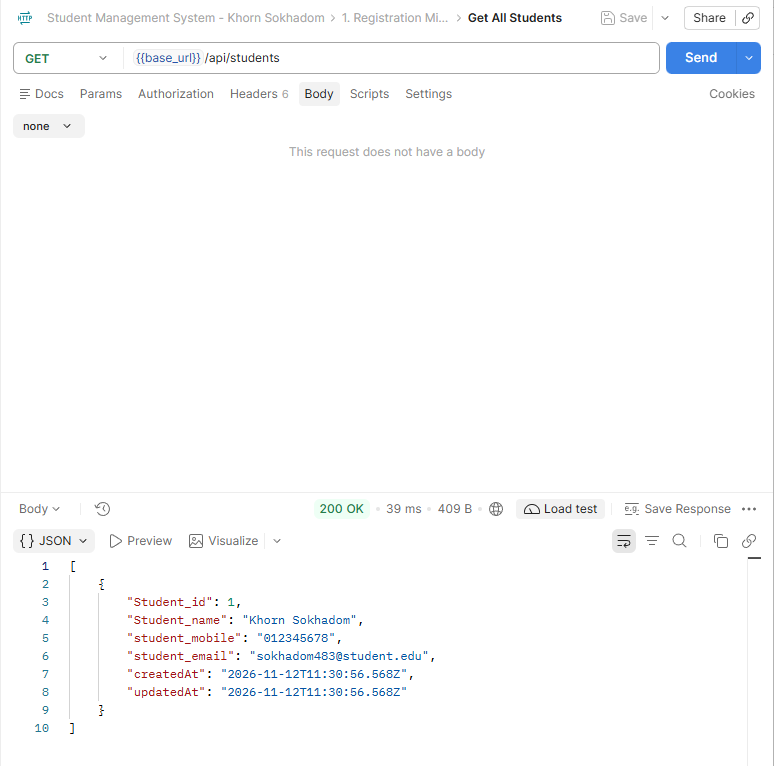 HTTP Student Management System - Khorn Sokhadom > 1. Registration Mi... > Get All Students Save Share
GET {{base_url}}/api/students Send
Docs Params Authorization Headers 6 Body Scripts Settings Cookies
none
This request does not have a body
Body 200 OK • 39 ms • 409 B • Load test e.g. Save Response
{} JSON Preview Visualize
1 [
2 {
3 "Student_id": 1,
4 "Student_name": "Khorn Sokhadom",
5 "student_mobile": "012345678",
6 "student_email": "sokhadom483@student.edu",
7 "createdAt": "2026-11-12T11:30:56.568Z",
8 "updatedAt": "2026-11-12T11:30:56.568Z"
9 }
10 ]